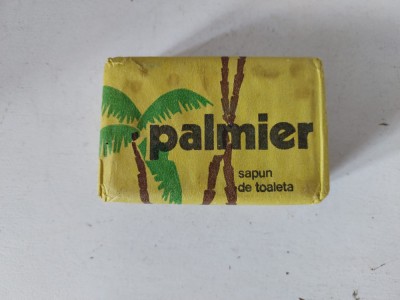 palmier
sapun
de toaleta